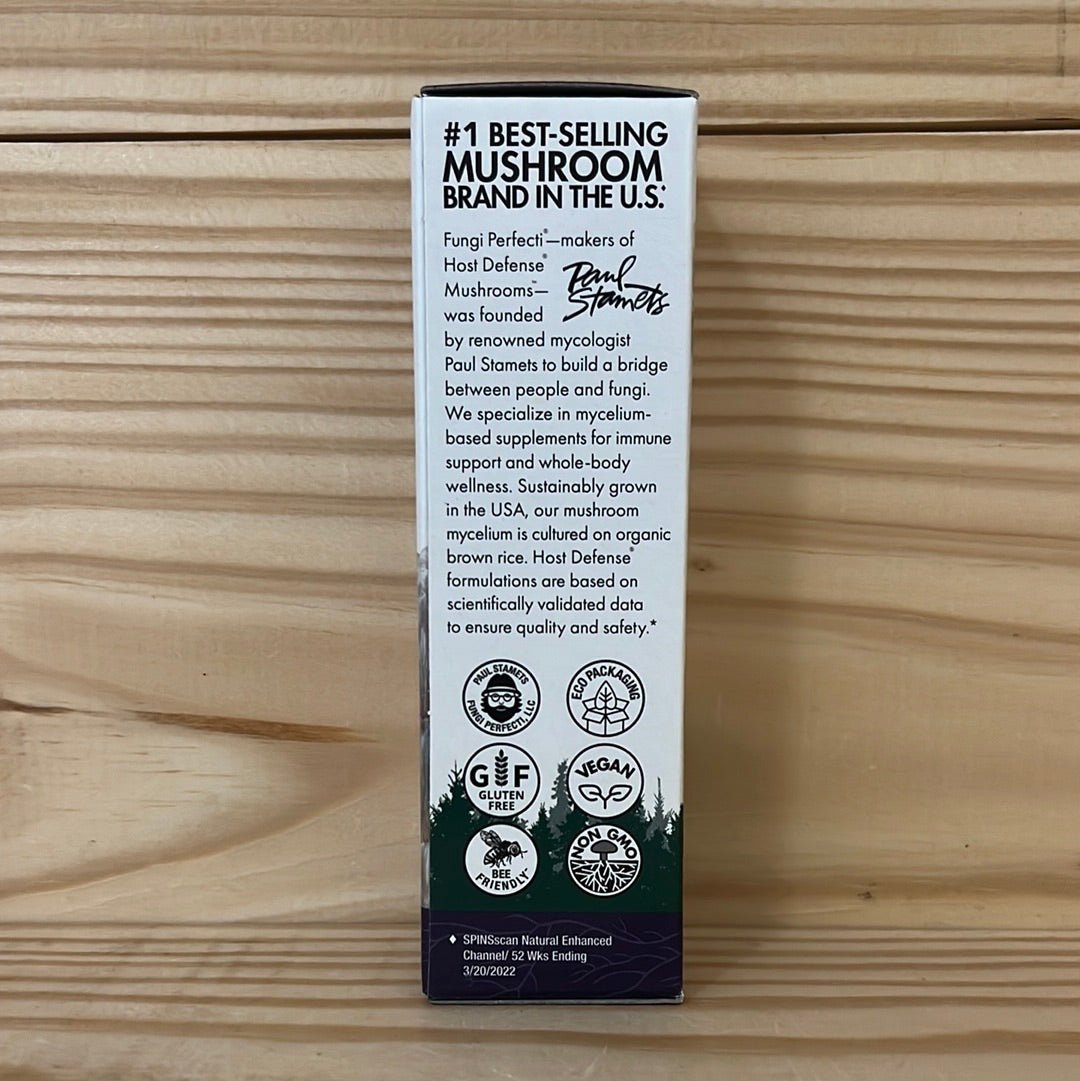 #1 BEST-SELLING
MUSHROOM
BRAND IN THE U.S.♦
Fungi Perfecti®—makers of
Host Defense®
Mushrooms™—
was founded
Paul
Stamets
by renowned mycologist
Paul Stamets to build a bridge
between people and fungi.
We specialize in mycelium-
based supplements for immune
support and whole-body
wellness. Sustainably grown
in the USA, our mushroom
mycelium is cultured on organic
brown rice. Host Defense®
formulations are based on
scientifically validated data
to ensure quality and safety.*
PAUL STAMETS
FUNGI PERFECTI, LLC
ECO PACKAGING
G F
GLUTEN
FREE
VEGAN
BEE
FRIENDLY™
NON GMO
♦ SPINSscan Natural Enhanced
Channel/ 52 Wks Ending
3/20/2022